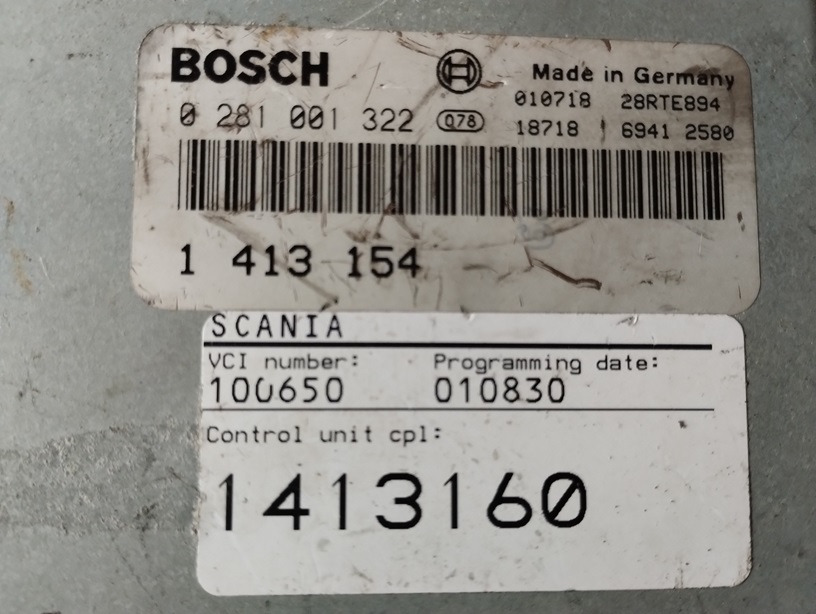 BOSCH
Made in Germany
010718 28RTE894
0 281 001 322 Q78
18718 6941 2580
1 413 154
SCANIA
VCI number: Programming date:
100650 010830
Control unit cpl:
1413160